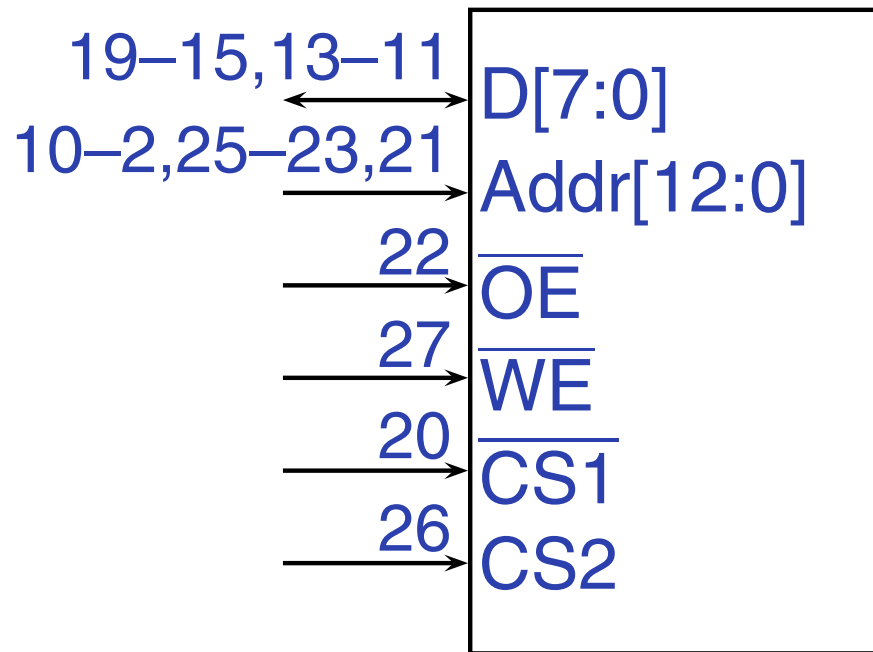 19–15,13–11
D[7:0]
10–2,25–23,21
Addr[12:0]
22
OE
27
WE
20
CS1
26
CS2